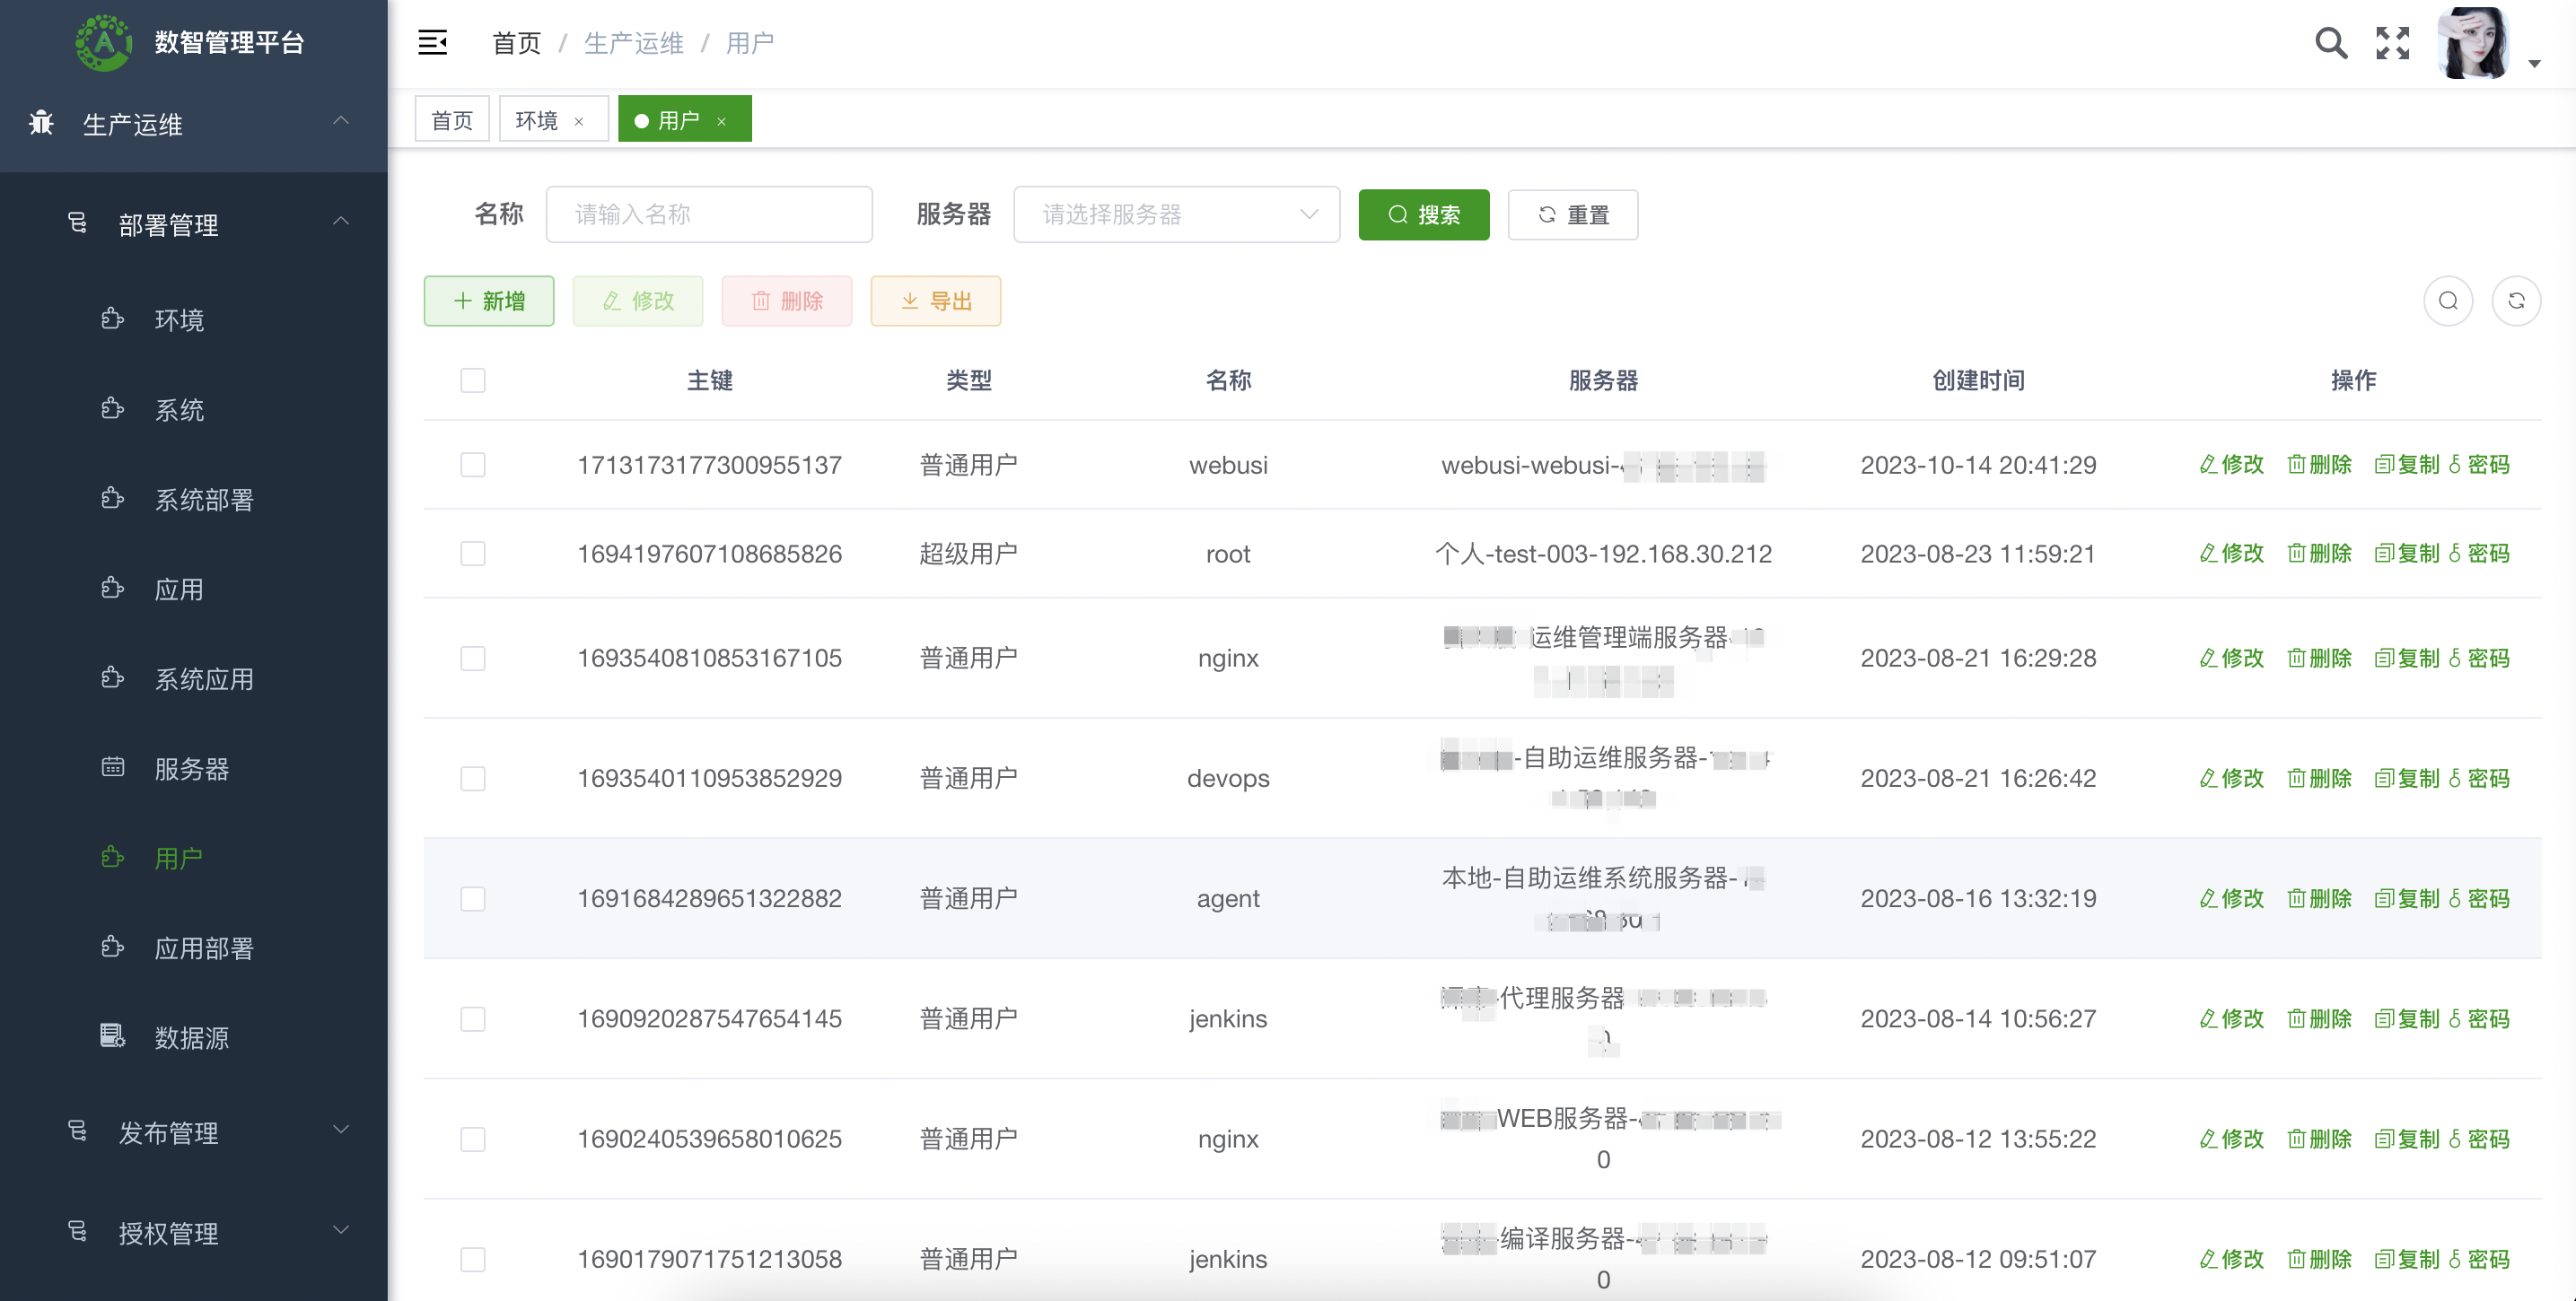 数智管理平台
生产运维
部署管理
环境
系统
系统部署
应用
系统应用
服务器
用户
应用部署
数据源
发布管理
授权管理
首页 / 生产运维 / 用户
首页 环境 × 用户 ×
名称 请输入名称 服务器 请选择服务器 搜索 重置
新增 修改 删除 导出
主键 类型 名称 服务器 创建时间 操作
1713173177300955137 普通用户 webusi webusi-webusi- 2023-10-14 20:41:29 修改 删除 复制 密码
1694197607108685826 超级用户 root 个人-test-003-192.168.30.212 2023-08-23 11:59:21 修改 删除 复制 密码
1693540810853167105 普通用户 nginx 运维管理端服务器- 2023-08-21 16:29:28 修改 删除 复制 密码
1693540110953852929 普通用户 devops -自助运维服务器- 2023-08-21 16:26:42 修改 删除 复制 密码
1691684289651322882 普通用户 agent 本地-自助运维系统服务器- 2023-08-16 13:32:19 修改 删除 复制 密码
1690920287547654145 普通用户 jenkins -代理服务器 2023-08-14 10:56:27 修改 删除 复制 密码
1690240539658010625 普通用户 nginx WEB服务器- 2023-08-12 13:55:22 修改 删除 复制 密码
0
1690179071751213058 普通用户 jenkins -编译服务器- 2023-08-12 09:51:07 修改 删除 复制 密码
0